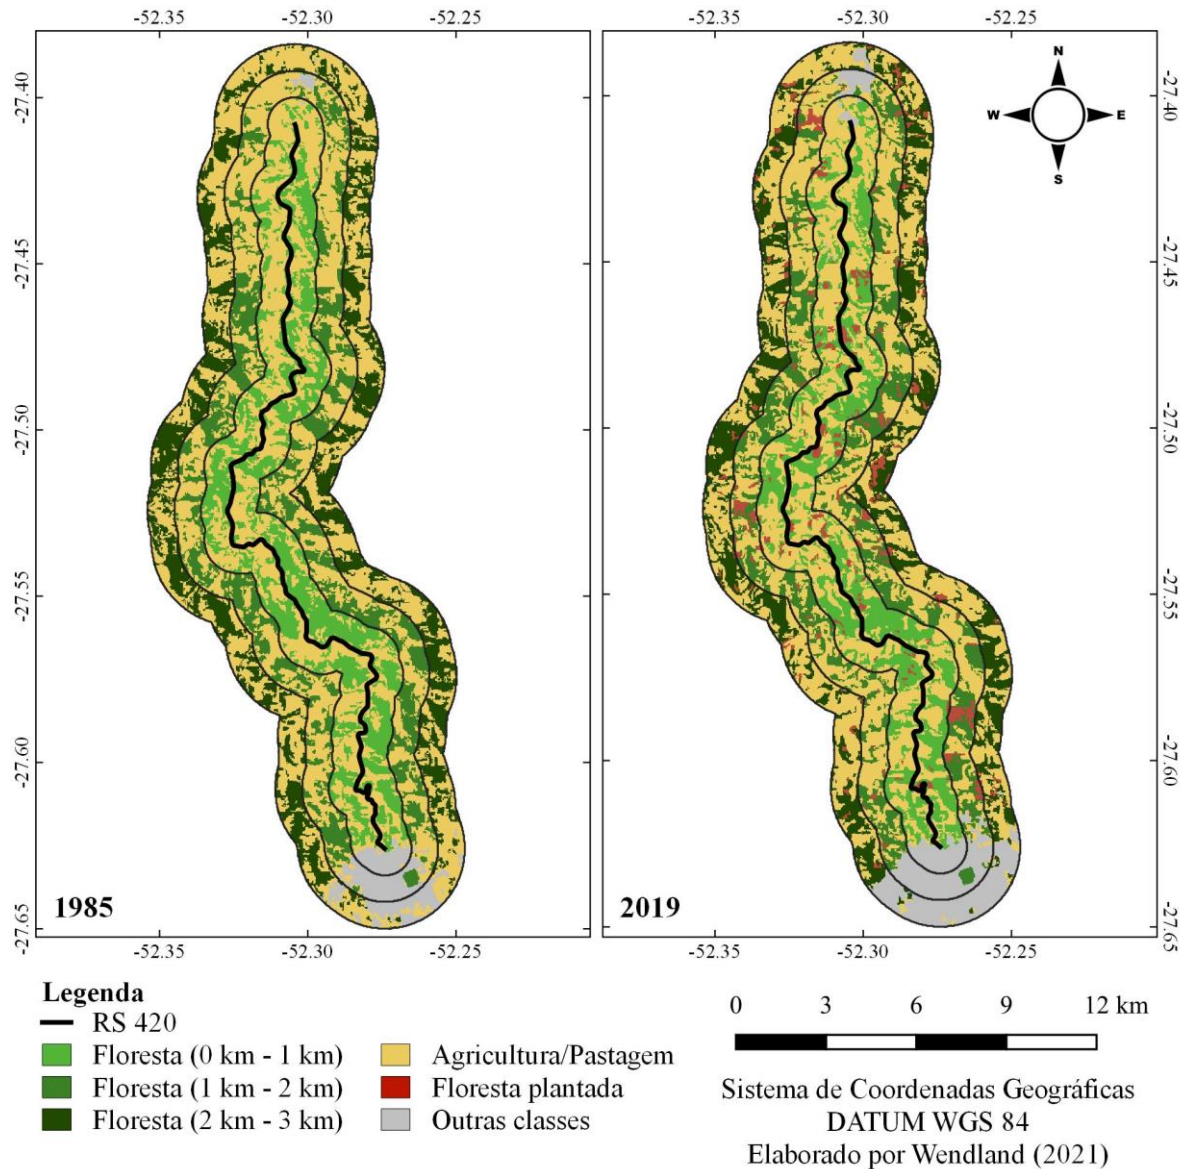 -52.35 -52.30 -52.25 -52.35 -52.30 -52.25
-27.40
-27.45
-27.50
-27.55
-27.60
-27.65
N
W E
S
-27.40
-27.45
-27.50
-27.55
-27.60
-27.65
1985
2019
-52.35 -52.30 -52.25 -52.35 -52.30 -52.25
Legenda
RS 420
Floresta (0 km - 1 km)
Floresta (1 km - 2 km)
Floresta (2 km - 3 km)
Agricultura/Pastagem
Floresta plantada
Outras classes
0 3 6 9 12 km
Sistema de Coordenadas Geográficas
DATUM WGS 84
Elaborado por Wendland (2021)